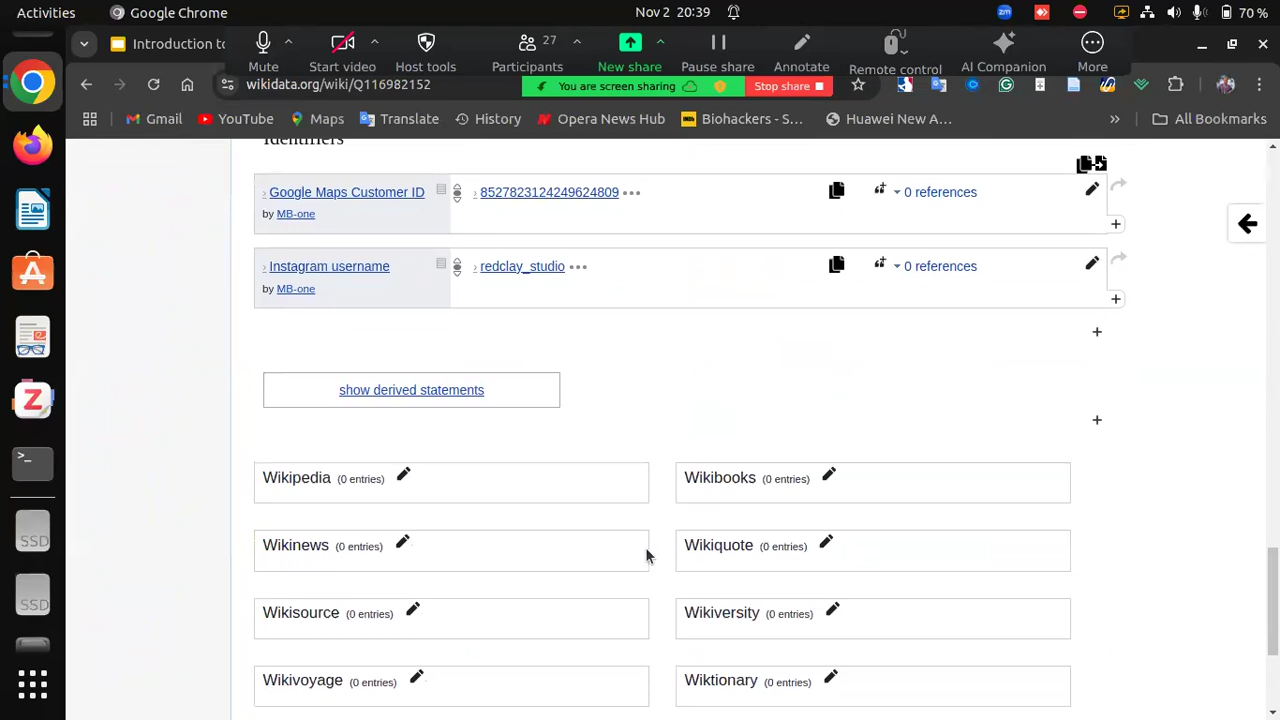 Activities
Google Chrome
Nov 2 20:39
zm
70 %
Introduction to
Mute
Start video
Host tools
27
Participants
New share
Pause share
Annotate
Remote control
AI Companion
More
wikidata.org/wiki/Q116982152
You are screen sharing
Stop share
Gmail
YouTube
Maps
Translate
History
Opera News Hub
Biohackers - S...
Huawei New A...
»
All Bookmarks
Identifiers
Google Maps Customer ID
by MB-one
8527823124249624809
0 references
Instagram username
by MB-one
redclay_studio
0 references
show derived statements
Wikipedia (0 entries)
Wikibooks (0 entries)
Wikinews (0 entries)
Wikiquote (0 entries)
Wikisource (0 entries)
Wikiversity (0 entries)
Wikivoyage (0 entries)
Wiktionary (0 entries)
SSD
SSD